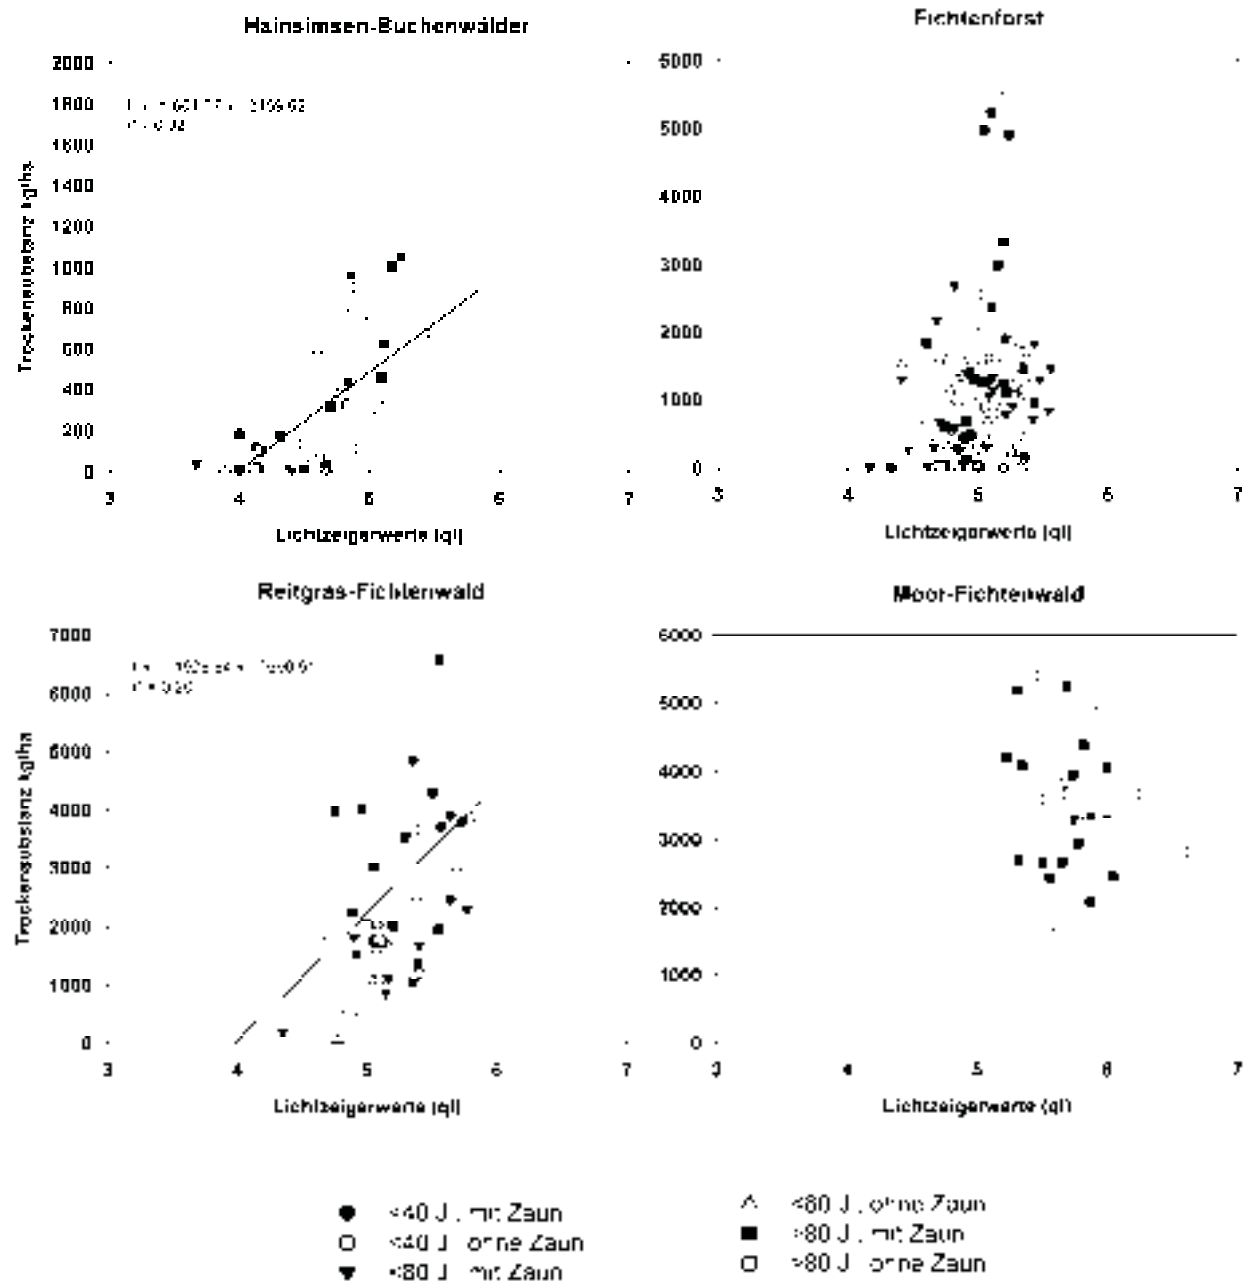 Hainsimsen-Buchenwälder
2000
1800
1600
1400
1200
1000
800
600
400
200
0
Trockensubstanz kg/ha
3 4 5 6 7
Lichtzeigerwerte (ql)
Fichtenforst
6000
5000
4000
3000
2000
1000
0
3 4 5 6 7
Lichtzeigerwerte (ql)
Reitgras-Fichtenwald
7000
6000
5000
4000
3000
2000
1000
0
Trockensubstanz kg/ha
3 4 5 6 7
Lichtzeigerwerte (ql)
Moor-Fichtenwald
6000
5000
4000
3000
2000
1000
0
3 4 5 6 7
Lichtzeigerwerte (ql)
<40 J., mit Zaun
<40 J., ohne Zaun
<80 J., mit Zaun
<80 J., ohne Zaun
>80 J., mit Zaun
>80 J., ohne Zaun